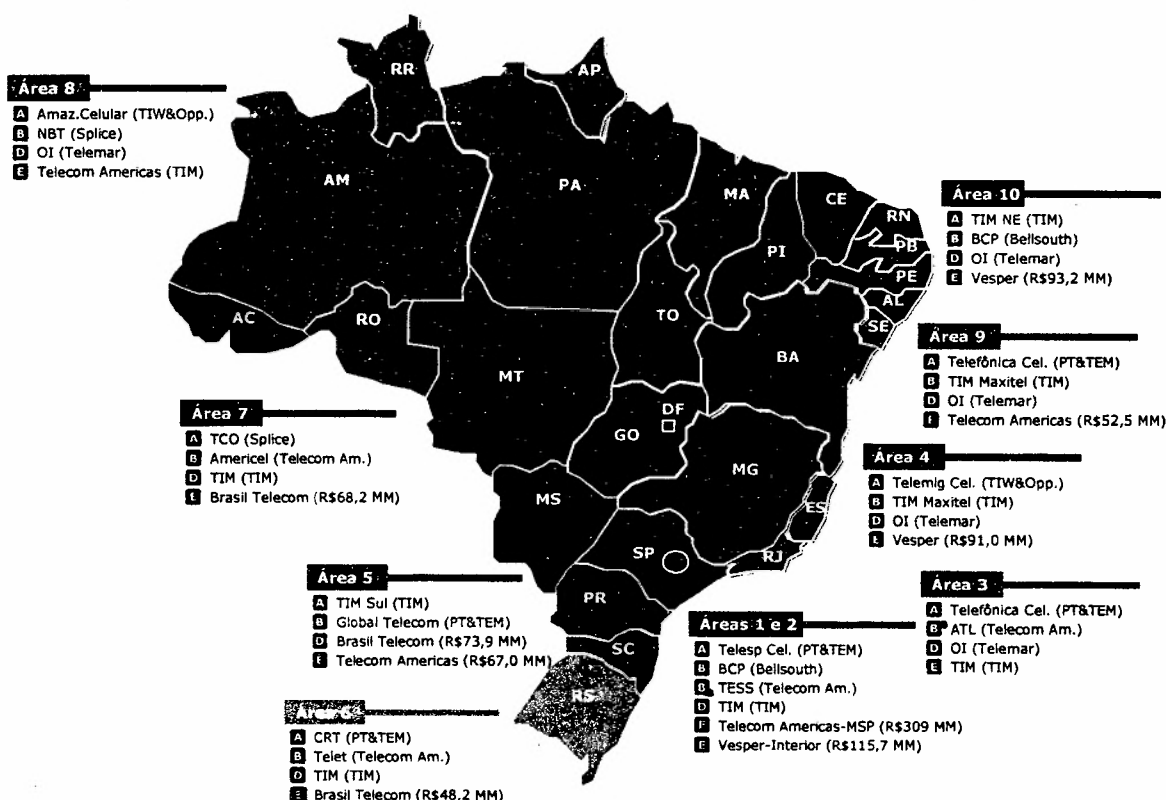 Área 8
A Amaz.Celular (TIW&Opp.)
B NBT (Splice)
D OI (Telemar)
E Telecom Americas (TIM)
RR
AP
AM
PA
MA
CE
RN
PB
PE
AL
SE
PI
AC
RO
TO
BA
MT
DF
GO
MG
ES
MS
SP
RJ
PR
SC
RS
Área 10
A TIM NE (TIM)
B BCP (Bellsouth)
D OI (Telemar)
E Vesper (R$93,2 MM)
Área 9
A Telefônica Cel. (PT&TEM)
B TIM Maxitel (TIM)
D OI (Telemar)
E Telecom Americas (R$52,5 MM)
Área 7
A TCO (Splice)
B Americel (Telecom Am.)
D TIM (TIM)
E Brasil Telecom (R$68,2 MM)
Área 4
A Telemig Cel. (TIW&Opp.)
B TIM Maxitel (TIM)
D OI (Telemar)
E Vesper (R$91,0 MM)
Área 5
A TIM Sul (TIM)
B Global Telecom (PT&TEM)
D Brasil Telecom (R$73,9 MM)
E Telecom Americas (R$67,0 MM)
Área 3
A Telefônica Cel. (PT&TEM)
B ATL (Telecom Am.)
D OI (Telemar)
E TIM (TIM)
Áreas 1 e 2
A Telesp Cel. (PT&TEM)
B BCP (Bellsouth)
B TESS (Telecom Am.)
D TIM (TIM)
E Telecom Americas-MSP (R$309 MM)
E Vesper-Interior (R$115,7 MM)
Área 6
A CRT (PT&TEM)
B Telet (Telecom Am.)
D TIM (TIM)
E Brasil Telecom (R$48,2 MM)